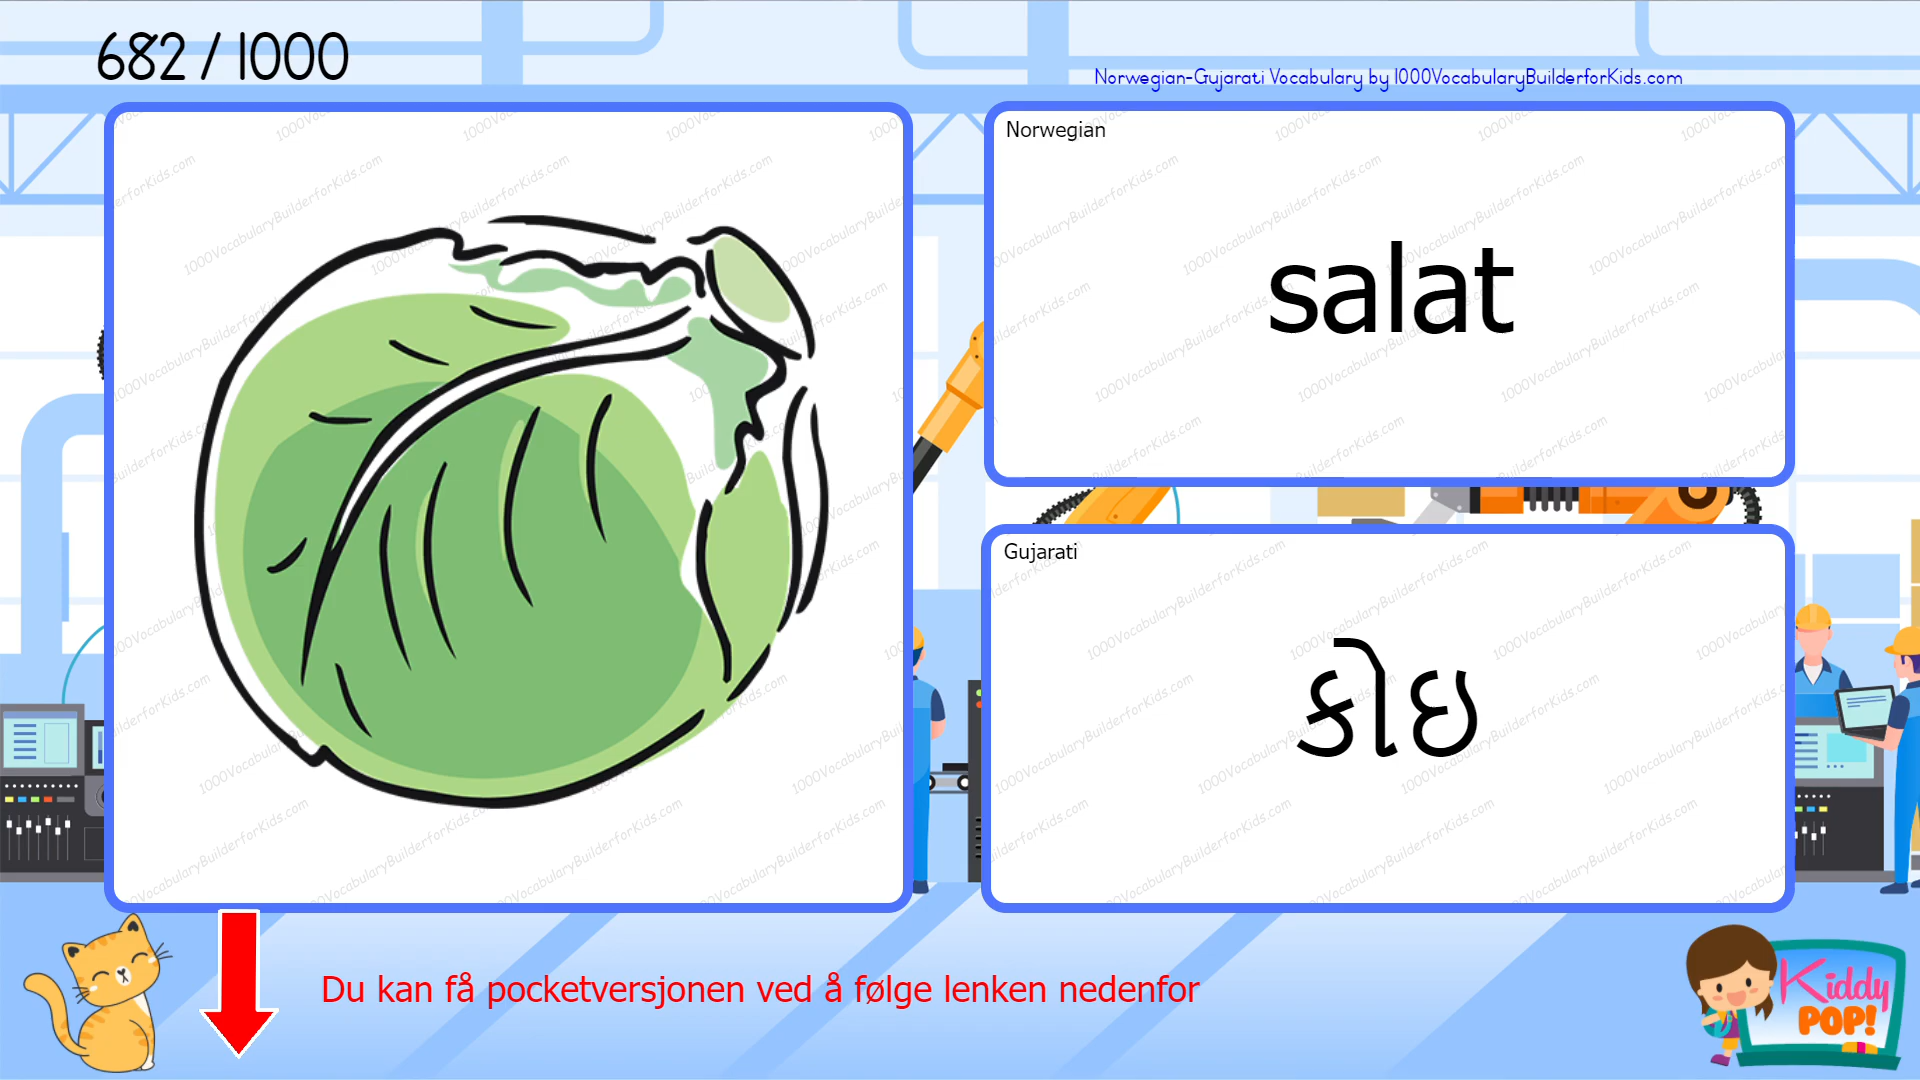 682 / 1000
Norwegian-Gujarati Vocabulary by 1000VocabularyBuilderforKids.com
Norwegian
salat
Gujarati
કોઇ
Du kan få pocketversjonen ved å følge lenken nedenfor
Kiddy
POP!